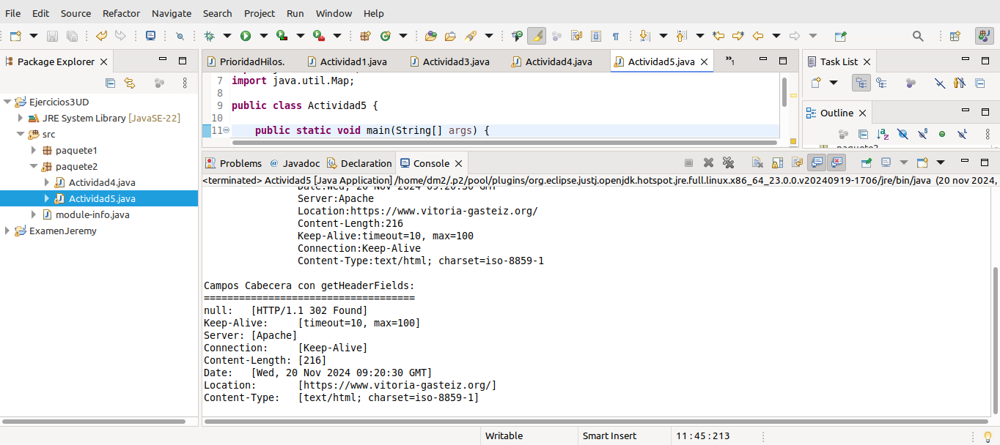 File Edit Source Refactor Navigate Search Project Run Window Help
Package Explorer
Ejercicios3UD
JRE System Library [JavaSE-22]
src
paquete1
paquete2
Actividad4.java
Actividad5.java
module-info.java
ExamenJeremy
PrioridadHilos. Actividad1.java Actividad3.java Actividad4.java Actividad5.java »1
7 import java.util.Map;
8
9 public class Actividad5 {
10
11 public static void main(String[] args) {
Task List
Outline
Problems @ Javadoc Declaration Console
<terminated> Actividad5 [Java Application] /home/dm2/.p2/pool/plugins/org.eclipse.justj.openjdk.hotspot.jre.full.linux.x86_64_23.0.0.v20240919-1706/jre/bin/java (20 nov 2024,
Date:Wed, 20 Nov 2024 09:20:30 GMT
Server:Apache
Location:https://www.vitoria-gasteiz.org/
Content-Length:216
Keep-Alive:timeout=10, max=100
Connection:Keep-Alive
Content-Type:text/html; charset=iso-8859-1
Campos Cabecera con getHeaderFields:
====================================
null: [HTTP/1.1 302 Found]
Keep-Alive: [timeout=10, max=100]
Server: [Apache]
Connection: [Keep-Alive]
Content-Length: [216]
Date: [Wed, 20 Nov 2024 09:20:30 GMT]
Location: [https://www.vitoria-gasteiz.org/]
Content-Type: [text/html; charset=iso-8859-1]
Writable Smart Insert 11 : 45 : 213